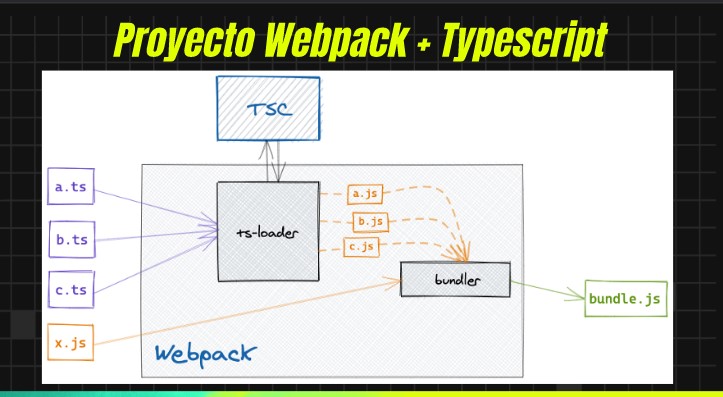 Proyecto Webpack + Typescript
TSC
a.ts
b.ts
c.ts
x.js
ts-loader
a.js
b.js
c.js
bundler
bundle.js
Webpack